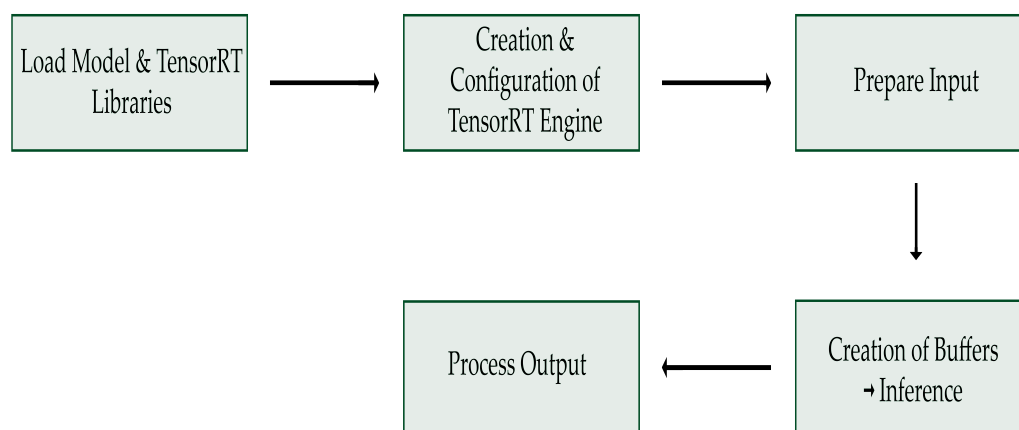 Load Model & TensorRT
Libraries
Creation &
Configuration of
TensorRT Engine
Prepare Input
Creation of Buffers
→ Inference
Process Output